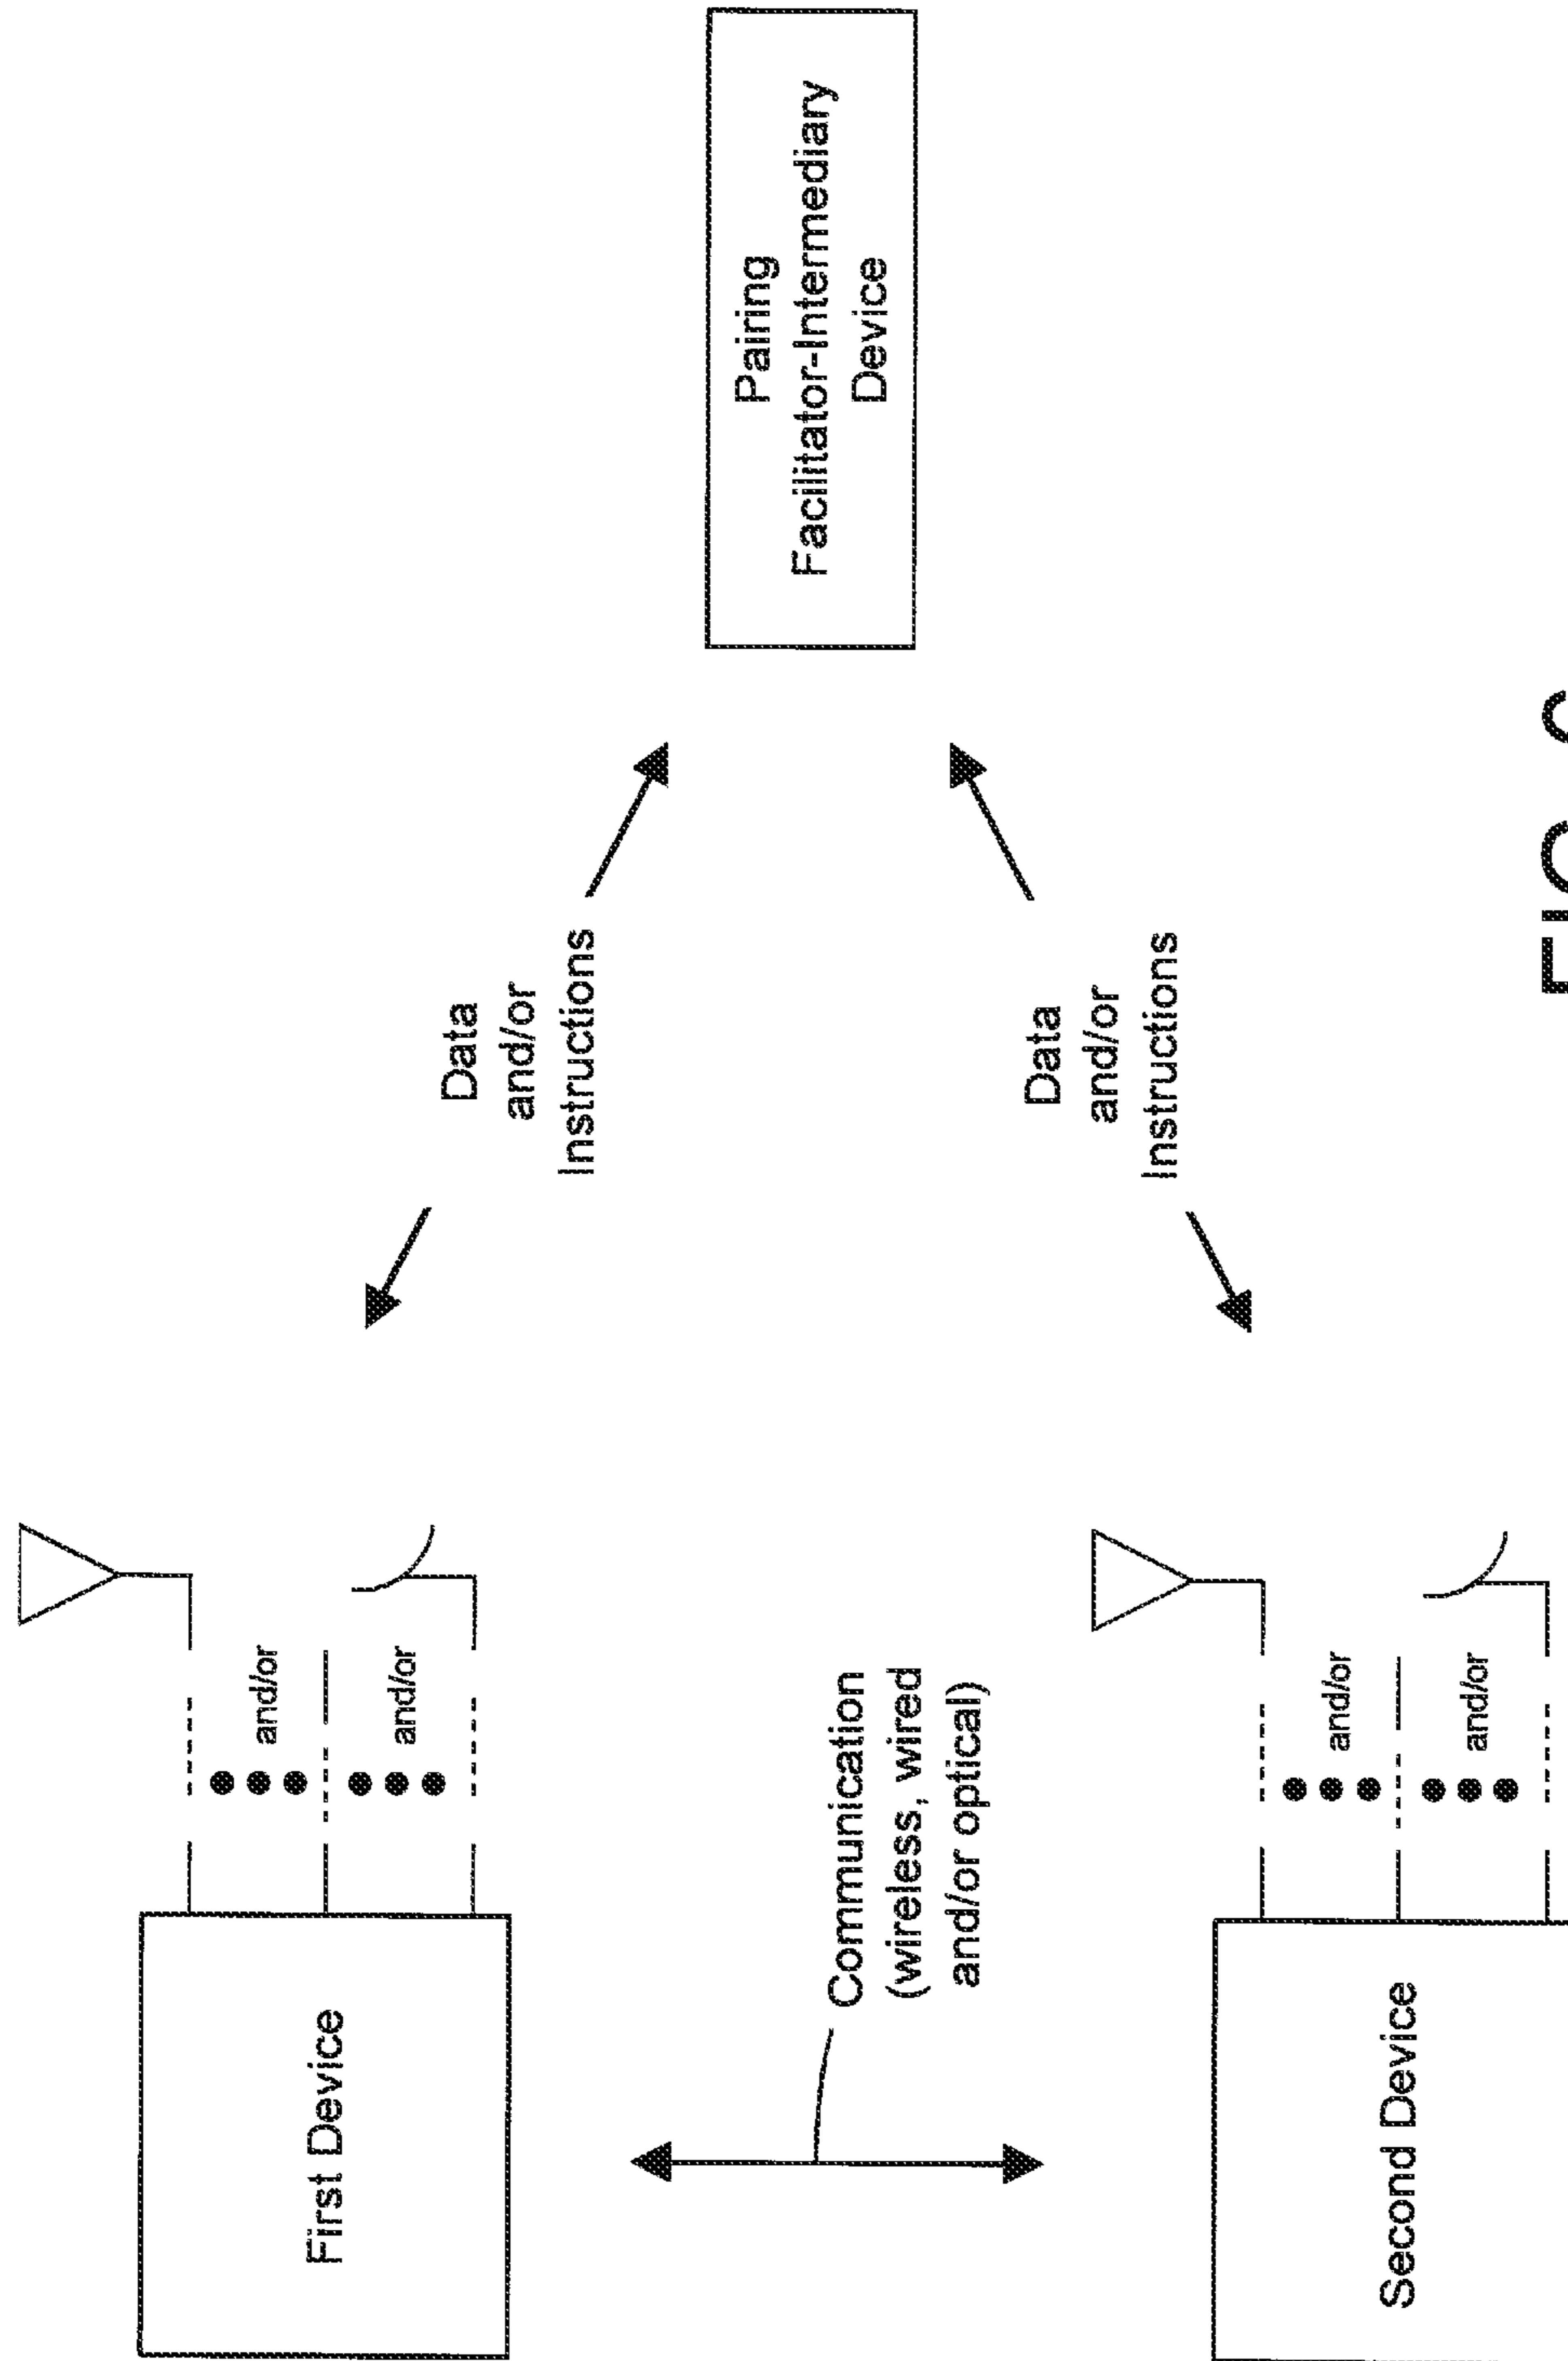 First Device
and/or
and/or
Data
and/or
Instructions
Pairing
Facilitator-Intermediary
Device
Communication
(wireless, wired
and/or optical)
Data
and/or
Instructions
Second Device
and/or
and/or